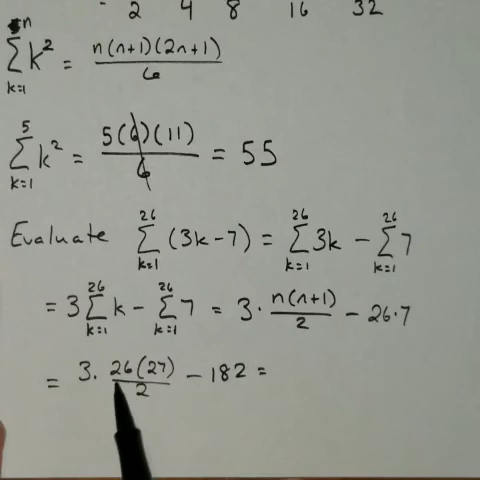 2 4 8 16 32
n∑k=1 k² = n(n+1)(2n+1)/6
5∑k=1 k² = 5(6)(11)/6 = 55
Evaluate 26∑k=1 (3k-7) = 26∑k=1 3k - 26∑k=1 7
= 3 26∑k=1 k - 26∑k=1 7 = 3· n(n+1)/2 - 26·7
= 3· 26(27)/2 - 182 =